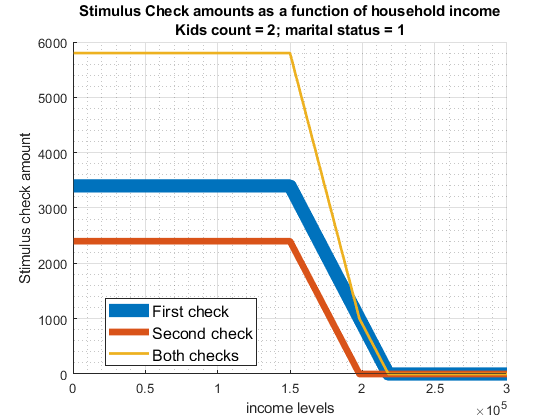 Stimulus Check amounts as a function of household income
Kids count = 2; marital status = 1
6000
5000
4000
3000
2000
1000
0
Stimulus check amount
First check
Second check
Both checks
0 0.5 1 1.5 2 2.5 3
income levels
×10^5